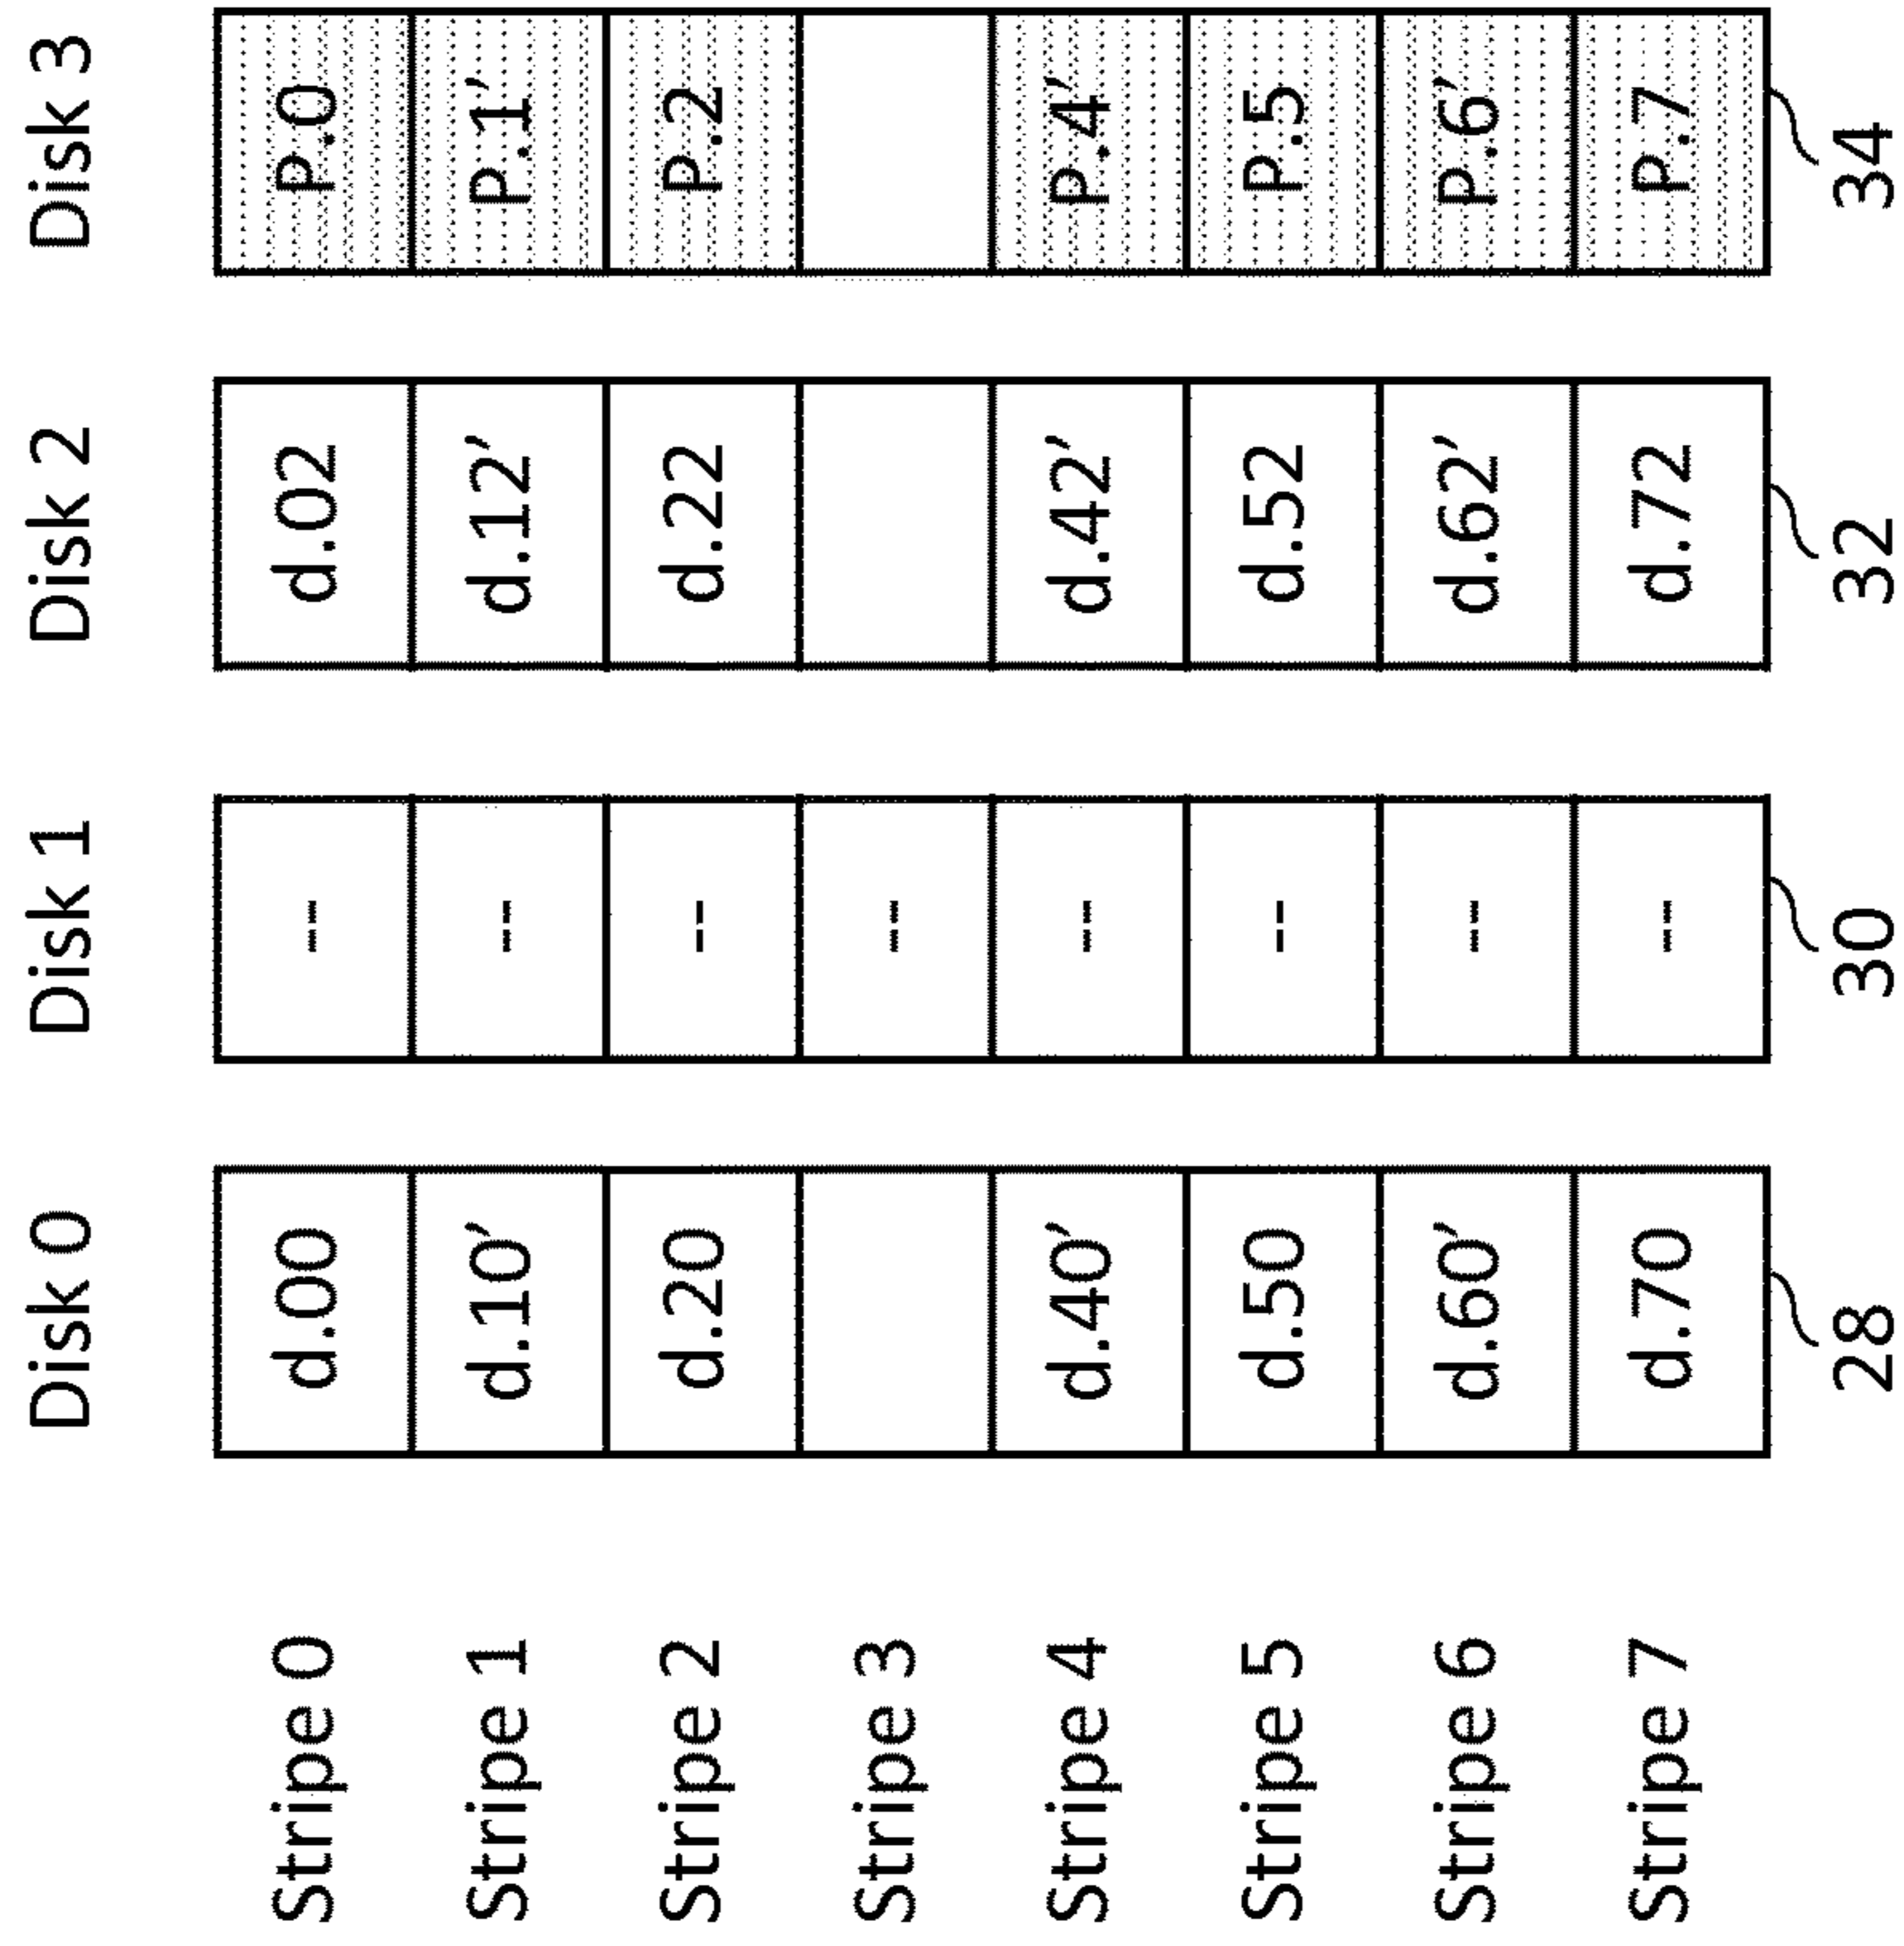 Disk 0 Disk 1 Disk 2 Disk 3
Stripe 0 d.00 -- d.02 P.0
Stripe 1 d.10′ -- d.12′ P.1′
Stripe 2 d.20 -- d.22 P.2
Stripe 3 --
Stripe 4 d.40′ -- d.42′ P.4′
Stripe 5 d.50 -- d.52 P.5
Stripe 6 d.60′ -- d.62′ P.6′
Stripe 7 d.70 -- d.72 P.7
28 30 32 34